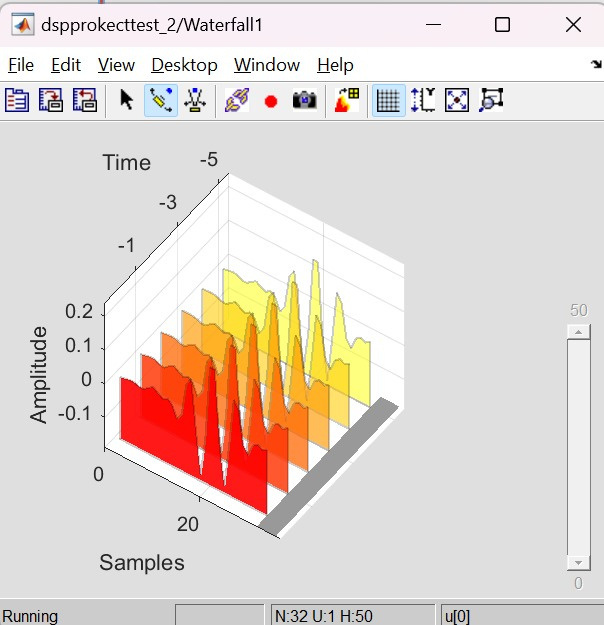 dspprokecttest_2/Waterfall1
File Edit View Desktop Window Help
Time
-5
-3
-1
0.2
0.1
0
-0.1
Amplitude
0
20
Samples
50
0
Running
N:32 U:1 H:50
u[0]